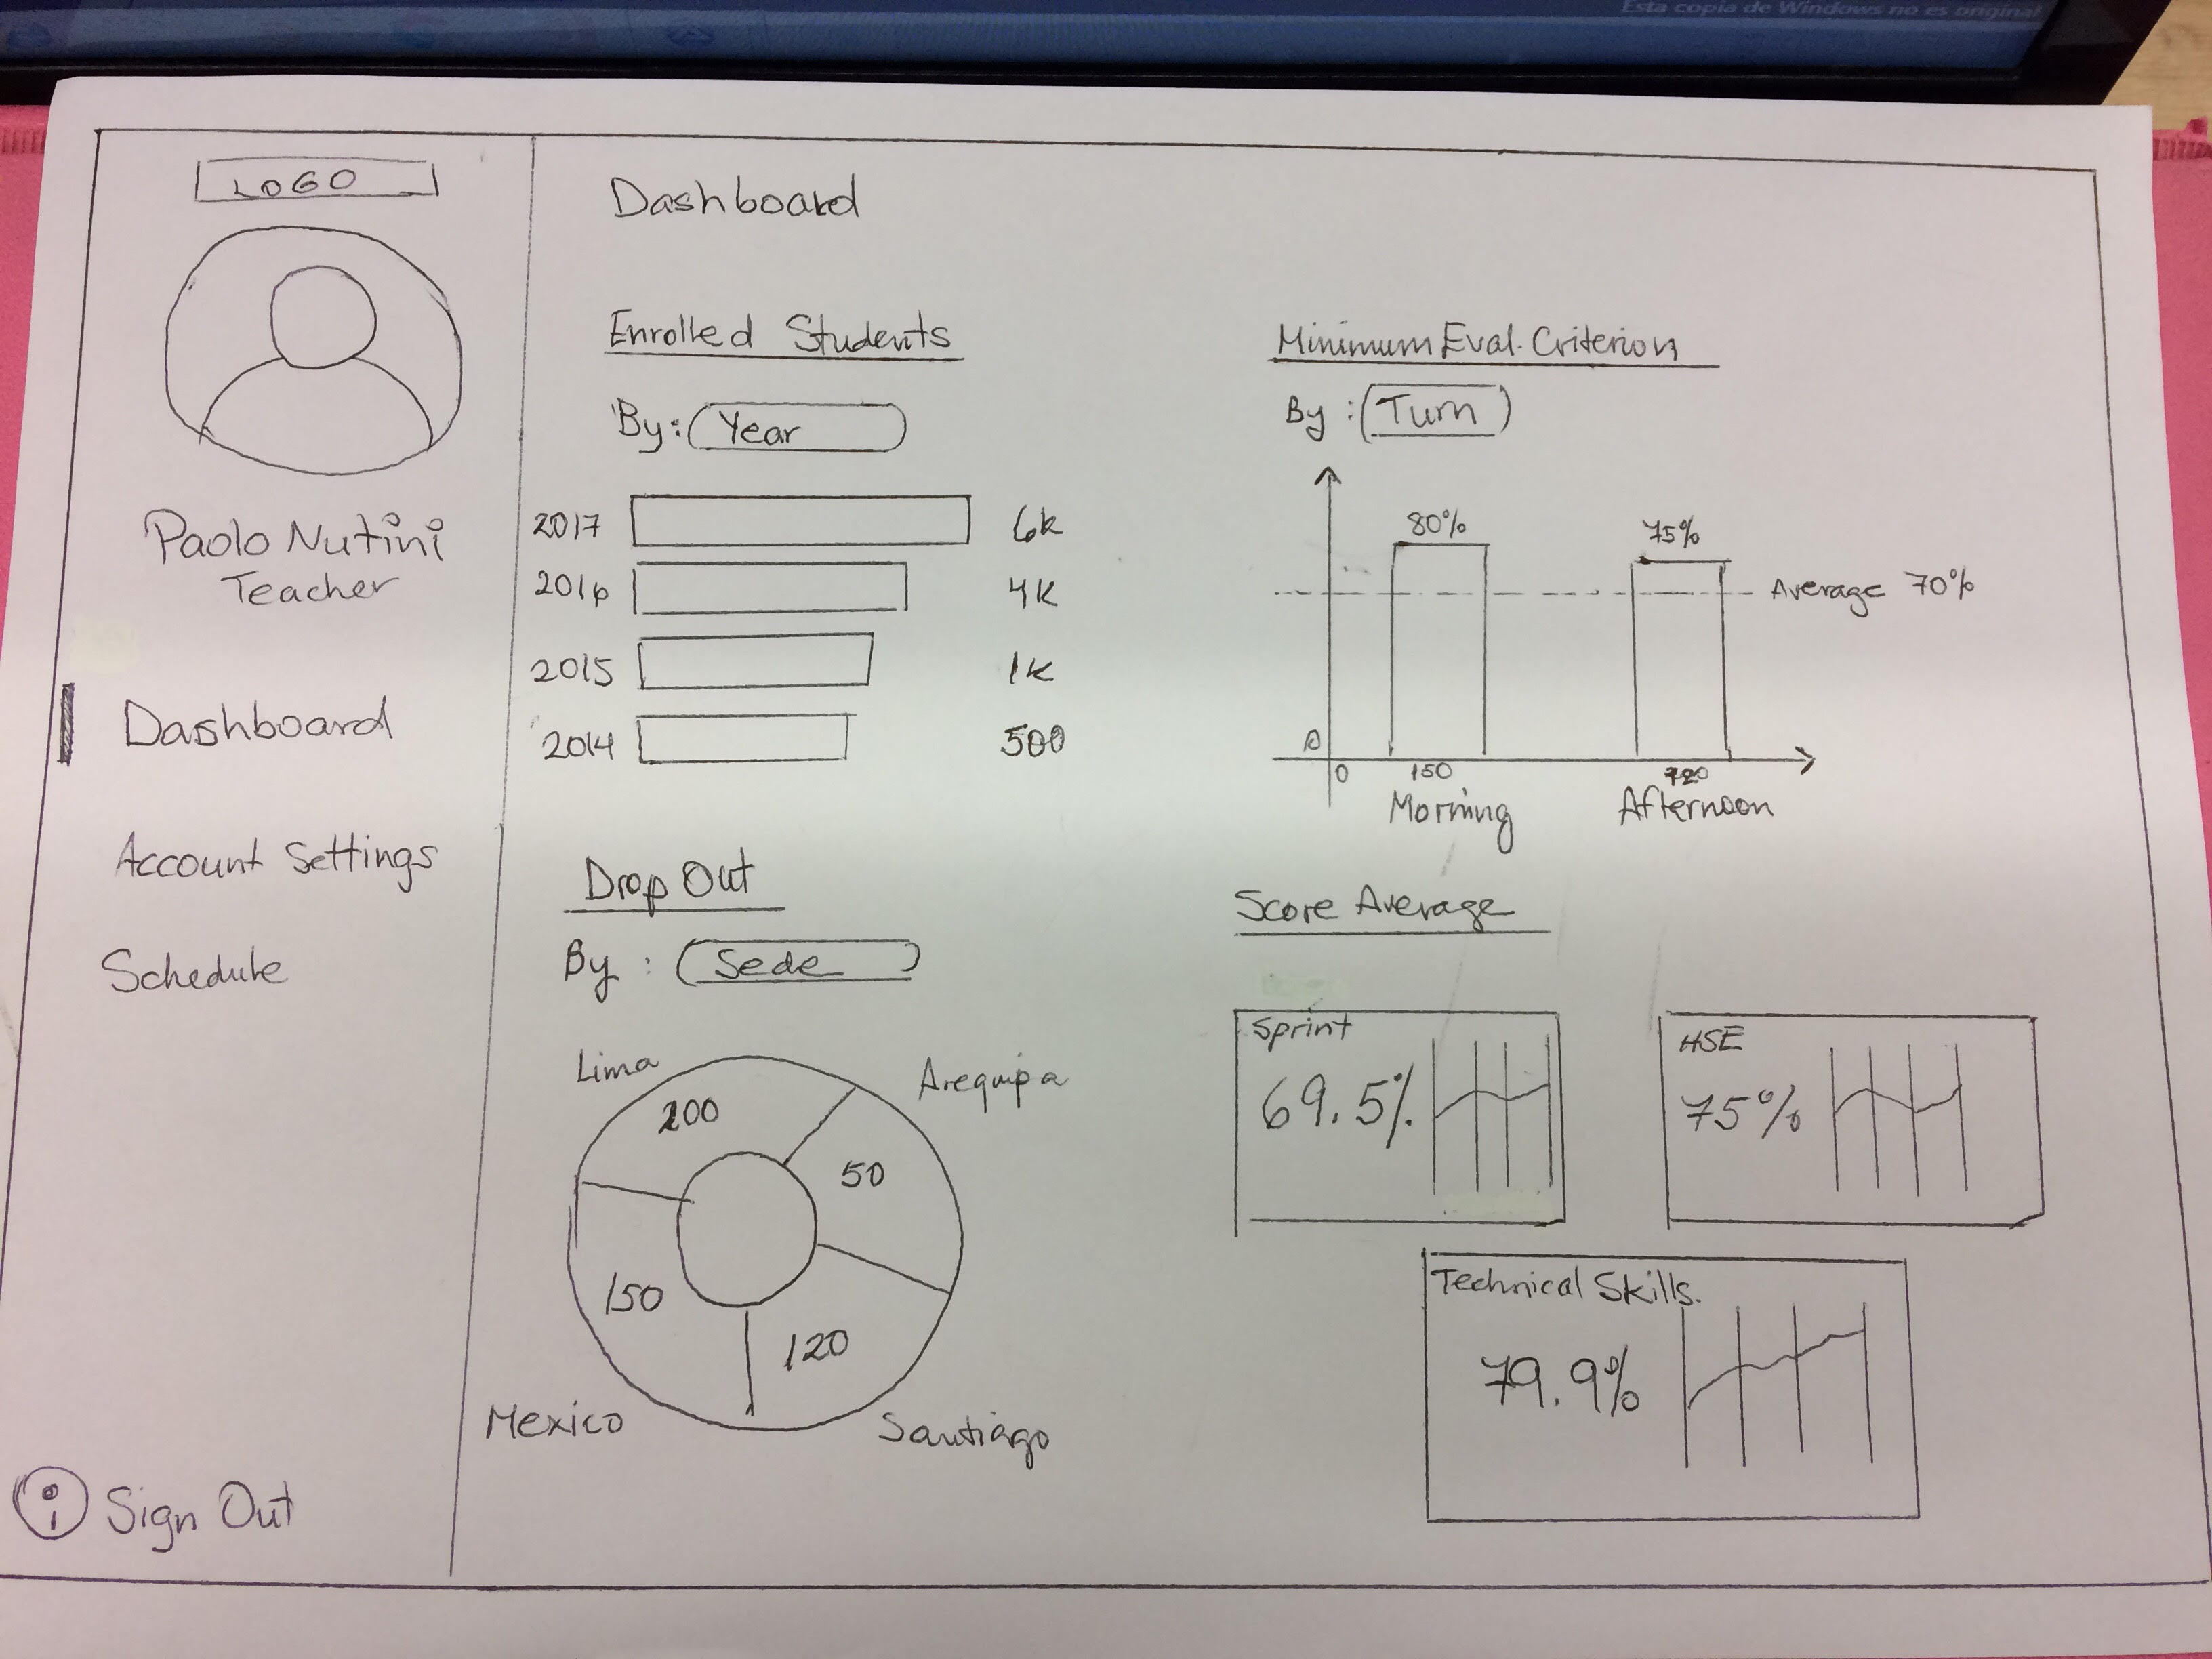 Esta copia de Windows no es original
LOGO
Paolo Nutini
Teacher
Dashboard
Account Settings
Schedule
i Sign Out
Dashboard
Enrolled Students
By: Year
2017 6k
2016 4k
2015 1k
2014 500
Minimum Eval. Criterion
By: Turn
80% 75%
Average 70%
0
0 150
Morning Afternoon
Drop Out
By: Sede
Lima Arequipa
200
50
150
120
Mexico Santiago
Score Average
Sprint
69.5%
HSE
75%
Technical Skills.
79.9%